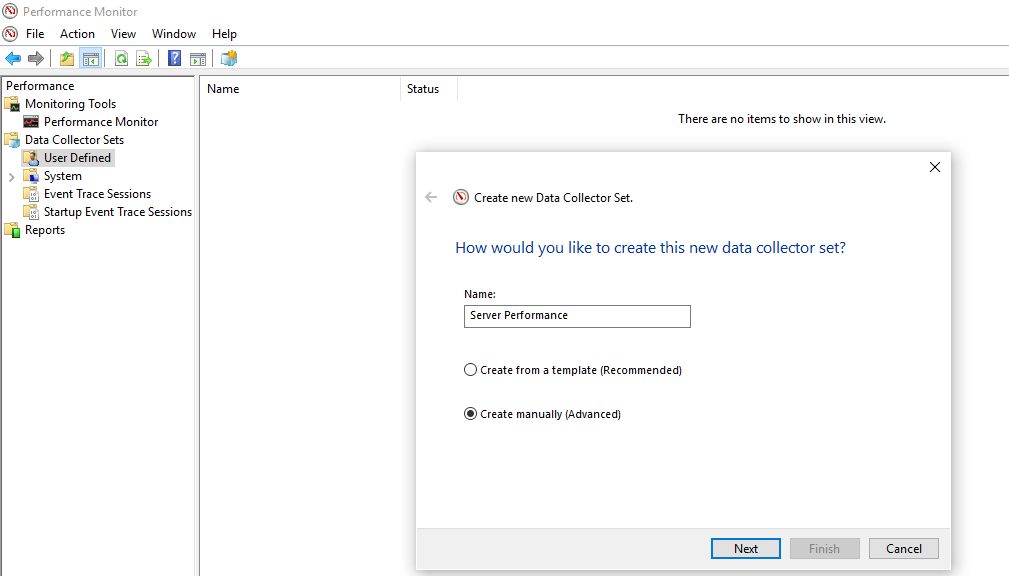 Performance Monitor
File Action View Window Help
Performance
Monitoring Tools
Performance Monitor
Data Collector Sets
User Defined
System
Event Trace Sessions
Startup Event Trace Sessions
Reports
Name Status
There are no items to show in this view.
Create new Data Collector Set.
How would you like to create this new data collector set?
Name:
Server Performance
Create from a template (Recommended)
Create manually (Advanced)
Next Finish Cancel